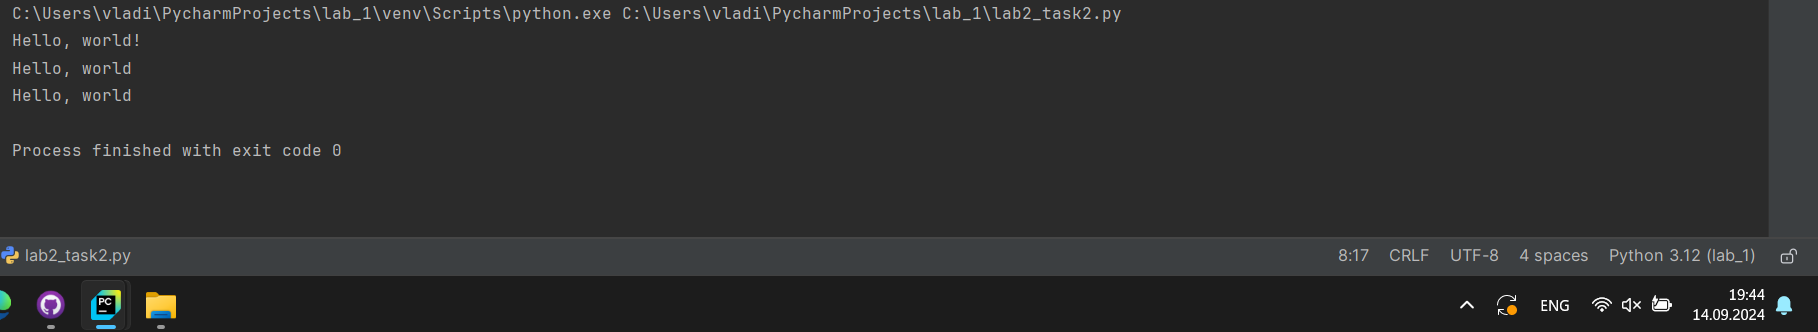 C:\Users\vladi\PycharmProjects\lab_1\venv\Scripts\python.exe C:\Users\vladi\PycharmProjects\lab_1\lab2_task2.py
Hello, world!
Hello, world
Hello, world
Process finished with exit code 0
lab2_task2.py 8:17 CRLF UTF-8 4 spaces Python 3.12 (lab_1)
PC ENG 19:44
14.09.2024